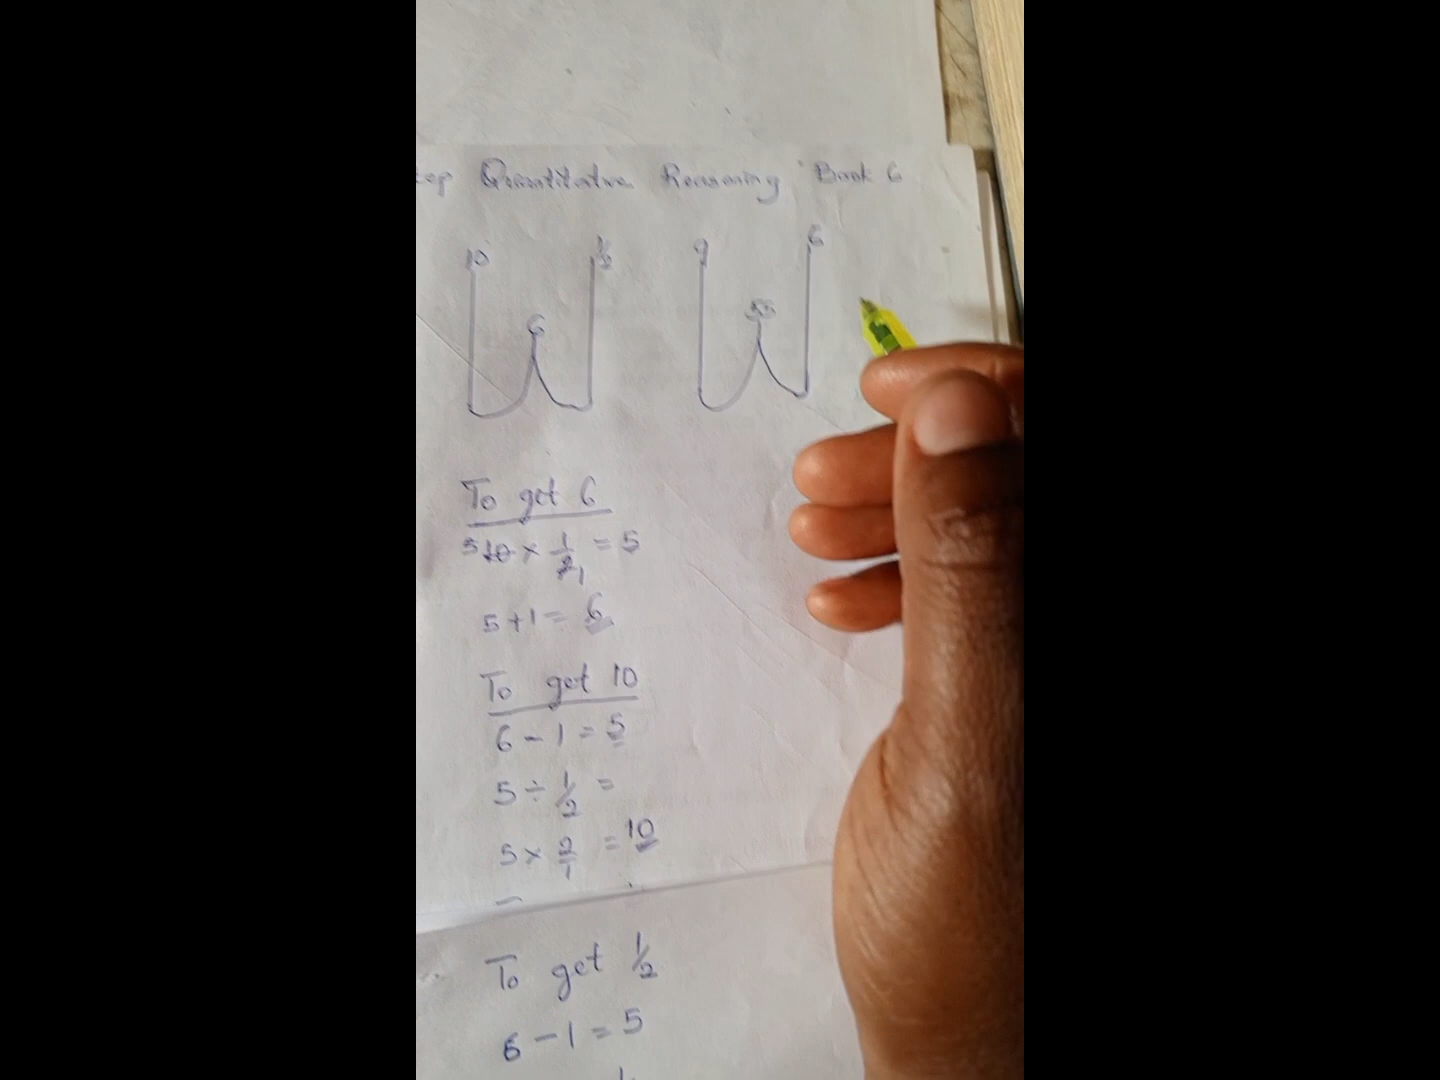 Quantitative Reasoning Book 6
10 1/2 9 6
6 55
To get 6
5 10 × 1/2 1 = 5
5 + 1 = 6
To get 10
6 - 1 = 5
5 ÷ 1/2 =
5 × 2/1 = 10
To get 1/2
6 - 1 = 5